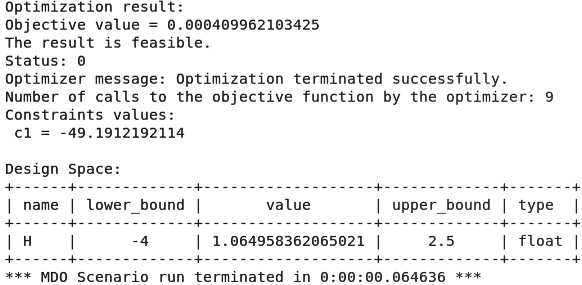 Optimization result:
Objective value = 0.000409962103425
The result is feasible.
Status: 0
Optimizer message: Optimization terminated successfully.
Number of calls to the objective function by the optimizer: 9
Constraints values:
 c1 = -49.1912192114

Design Space:
+------+-------------+-------------------+-------------+-------+
| name | lower_bound |       value       | upper_bound | type  |
+------+-------------+-------------------+-------------+-------+
| H    |      -4     | 1.064958362065021 |     2.5     | float |
+------+-------------+-------------------+-------------+-------+
*** MDO Scenario run terminated in 0:00:00.064636 ***